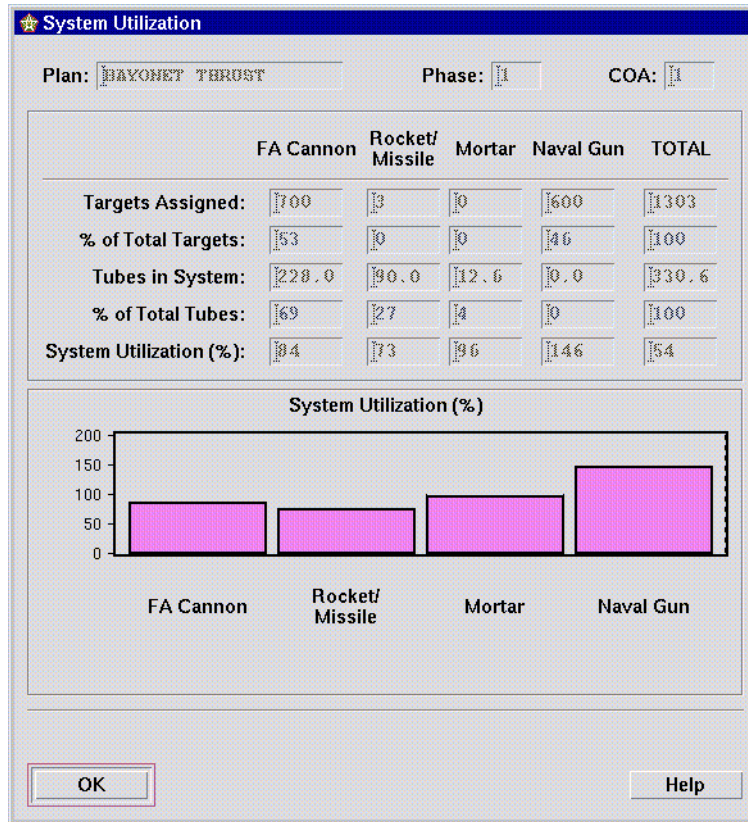 System Utilization
Plan: BAYONET THRUST Phase: 1 COA: 1
FA Cannon Rocket/ Missile Mortar Naval Gun TOTAL
Targets Assigned: 700 3 0 600 1303
% of Total Targets: 53 0 0 46 100
Tubes in System: 228.0 90.0 12.6 0.0 330.6
% of Total Tubes: 69 27 4 0 100
System Utilization (%): 84 73 96 146 54
System Utilization (%)
200
150
100
50
0
FA Cannon Rocket/ Missile Mortar Naval Gun
OK Help